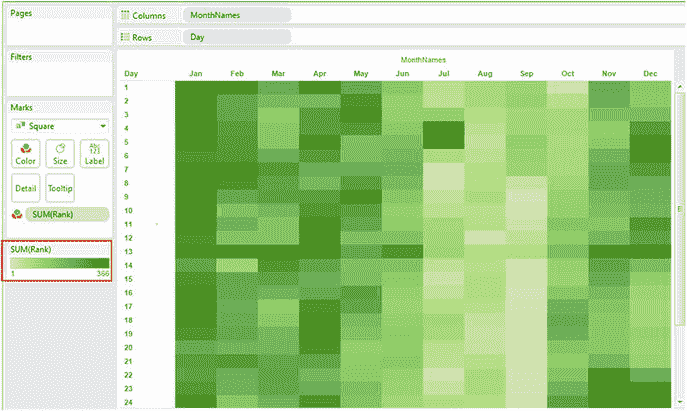 Pages
Columns MonthNames
Rows Day
Filters
MonthNames
Day Jan Feb Mar Apr May Jun Jul Aug Sep Oct Nov Dec
1
2
3
Marks
4
Abc Square
5
6
Color Size Abc 123 Label
7
8
Detail Tooltip
9
10
SUM(Rank)
11
12
SUM(Rank)
13
1 366
14
15
16
17
18
19
20
21
22
23
24